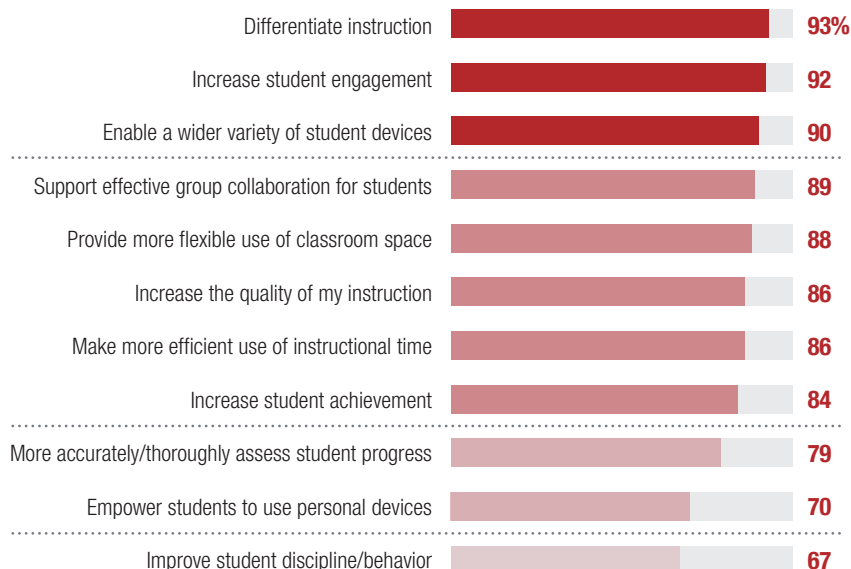 Differentiate instruction 93%
Increase student engagement 92
Enable a wider variety of student devices 90
Support effective group collaboration for students 89
Provide more flexible use of classroom space 88
Increase the quality of my instruction 86
Make more efficient use of instructional time 86
Increase student achievement 84
More accurately/thoroughly assess student progress 79
Empower students to use personal devices 70
Improve student discipline/behavior 67